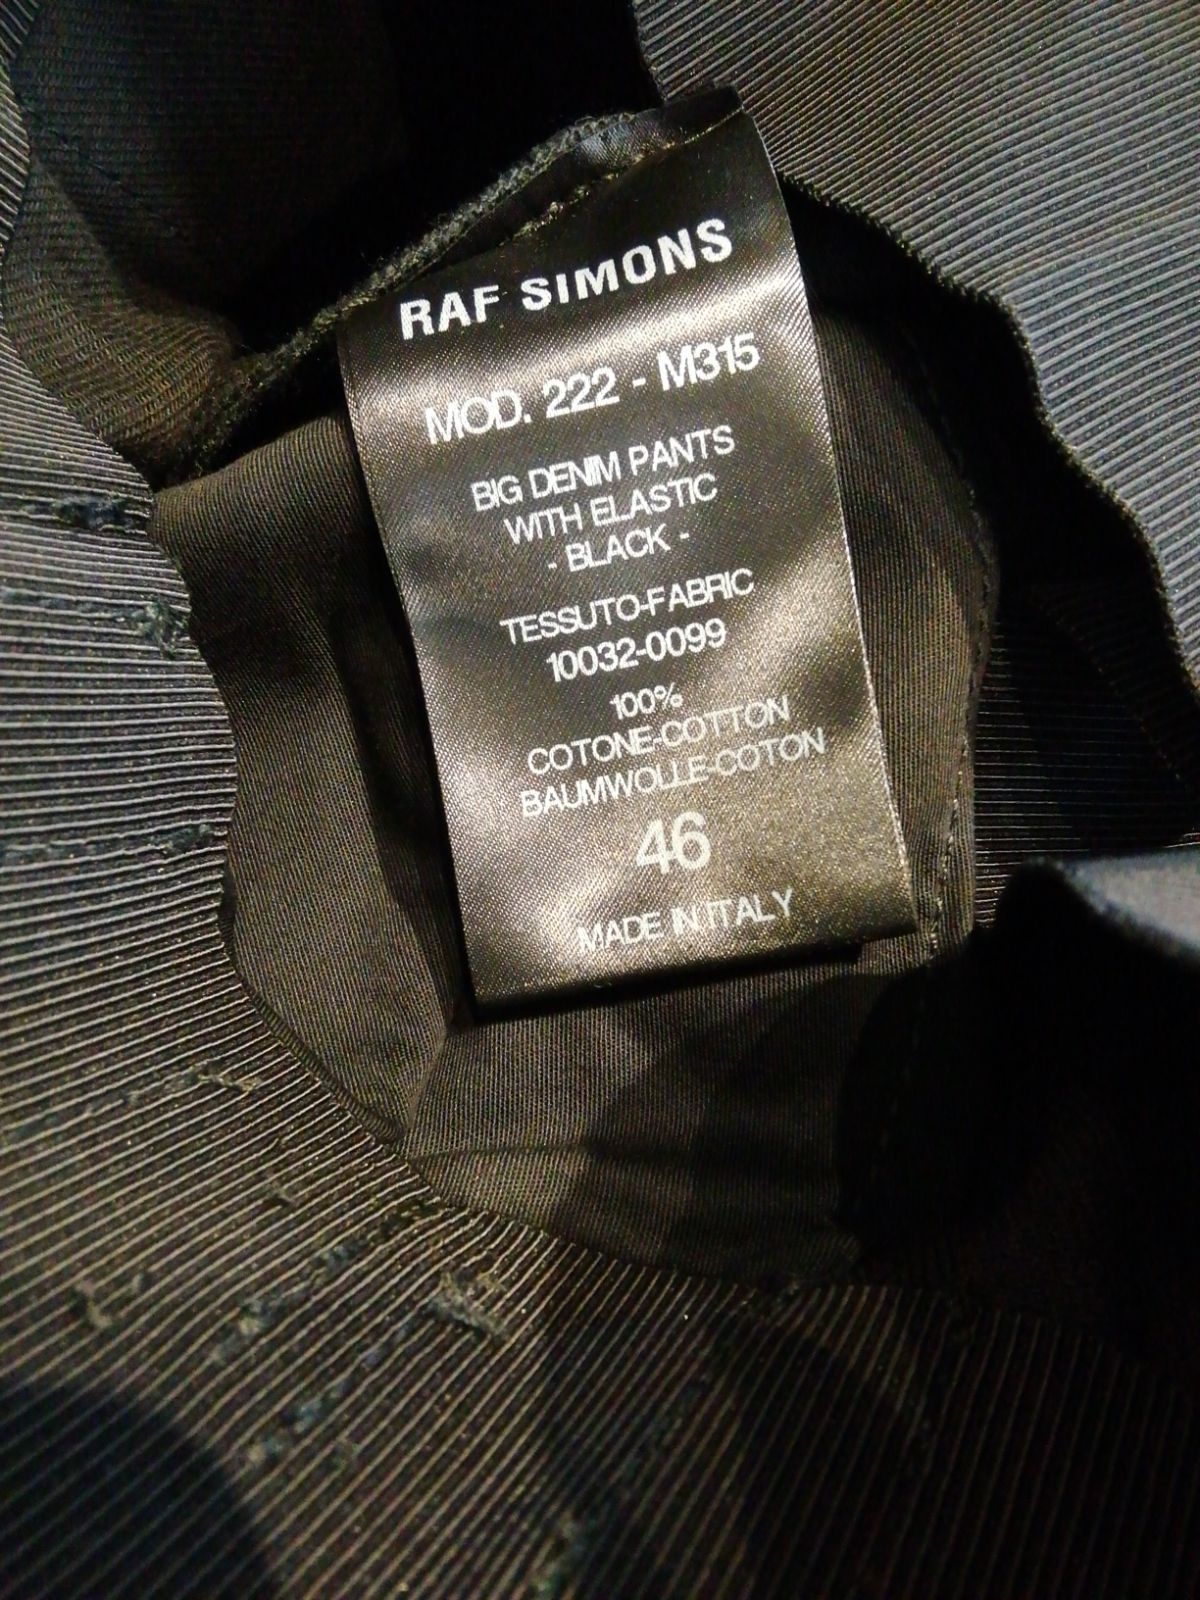 RAF SIMONS
MOD. 222 - M315
BIG DENIM PANTS
WITH ELASTIC
- BLACK -
TESSUTO-FABRIC
10032-0099
100%
COTONE-COTTON
BAUMWOLLE-COTON
46
MADE IN ITALY